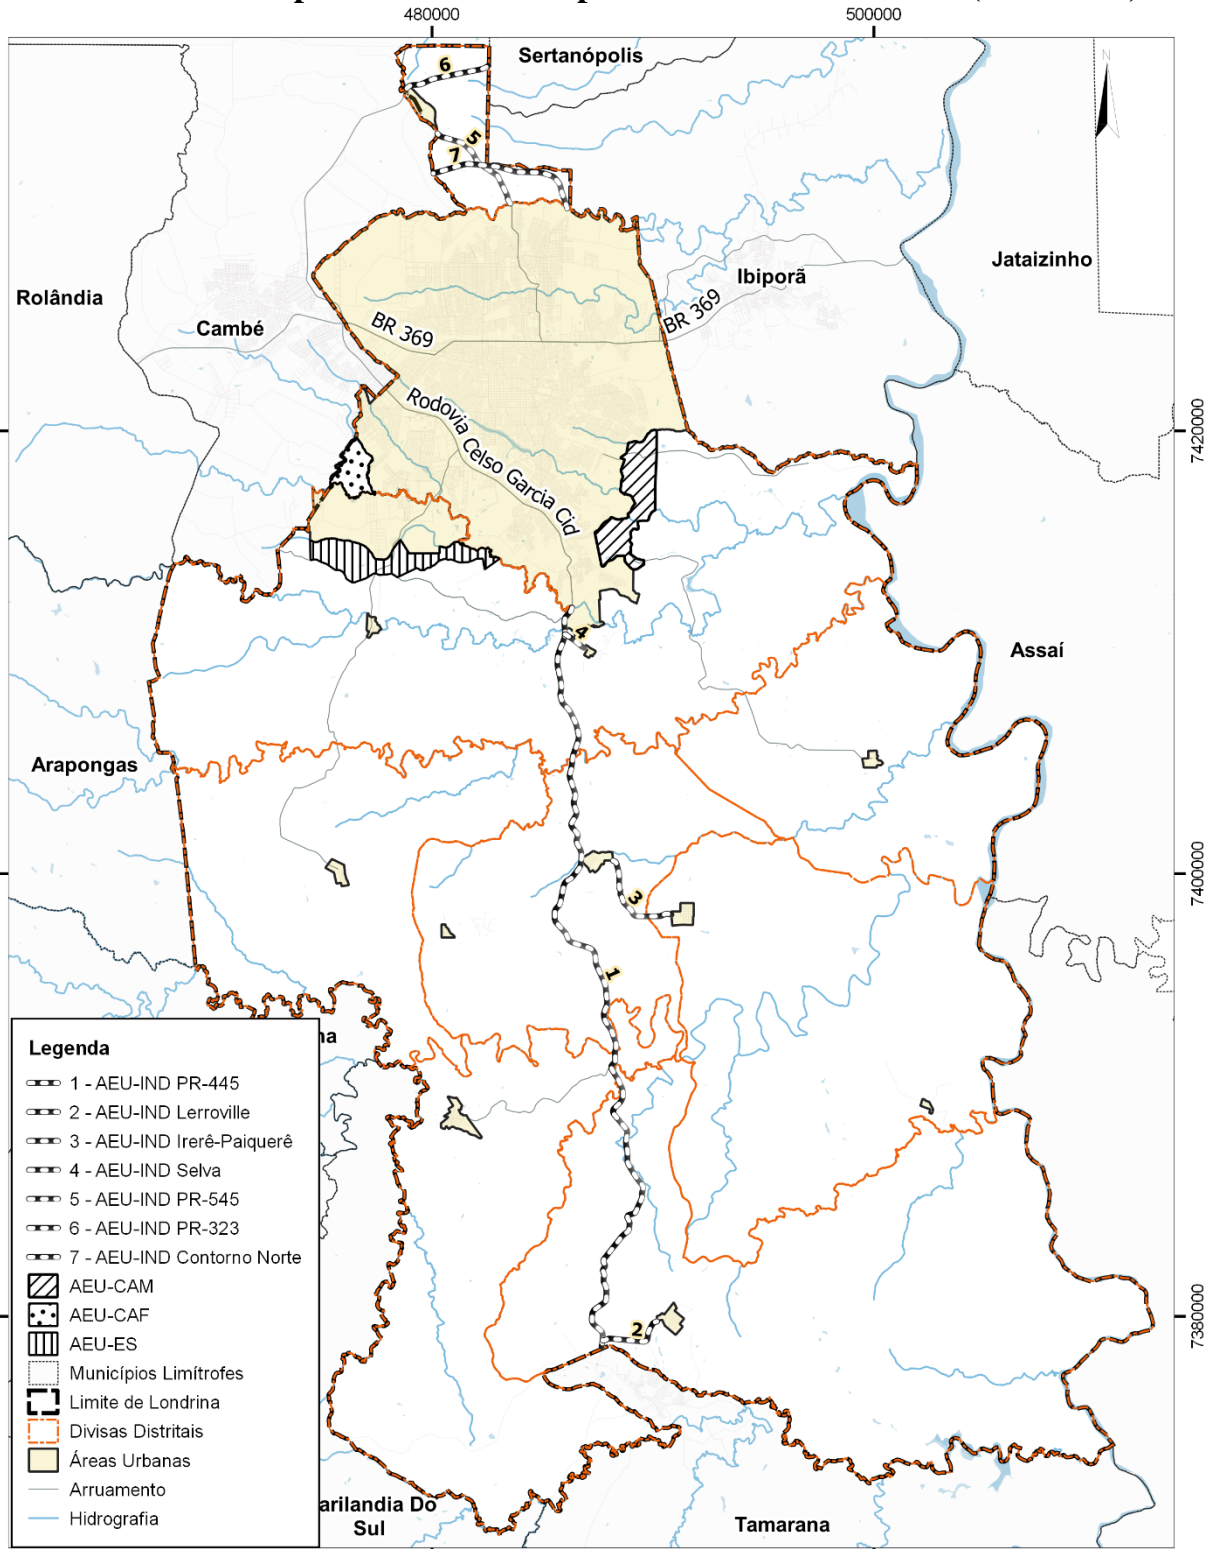 480000
500000
Sertanópolis
N
6
5
7
Jataizinho
Ibiporã
Rolândia
Cambé
BR 369
BR 369
Rodovia Celso Garcia Cid
7420000
4
Assaí
Arapongas
7400000
3
1
na
Legenda
1 - AEU-IND PR-445
2 - AEU-IND Lerroville
3 - AEU-IND Irerê-Paiquerê
4 - AEU-IND Selva
5 - AEU-IND PR-545
6 - AEU-IND PR-323
7 - AEU-IND Contorno Norte
AEU-CAM
AEU-CAF
AEU-ES
Municípios Limítrofes
Limite de Londrina
Divisas Distritais
Áreas Urbanas
Arruamento
Hidrografia
7380000
2
arilandia Do
Sul
Tamarana